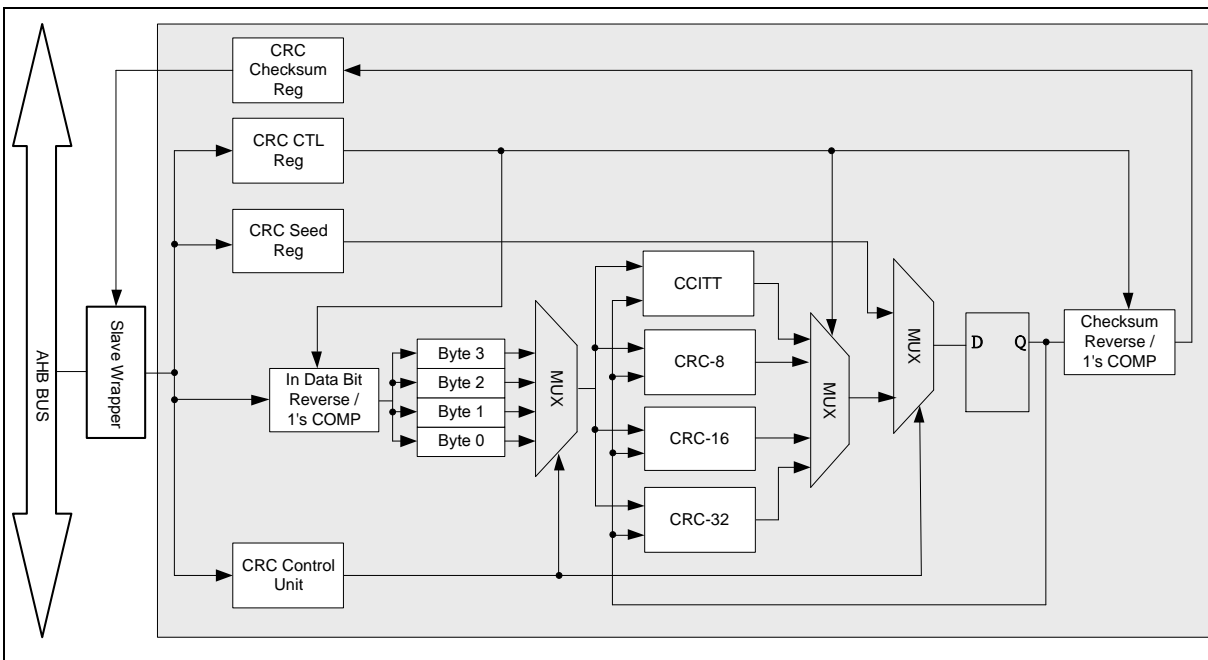 CRC
Checksum
Reg
CRC CTL
Reg
CRC Seed
Reg
AHB BUS
Slave Wrapper
In Data Bit
Reverse /
1's COMP
Byte 3
Byte 2
Byte 1
Byte 0
MUX
CCITT
CRC-8
CRC-16
CRC-32
MUX
MUX
D
Q
Checksum
Reverse /
1's COMP
CRC Control
Unit